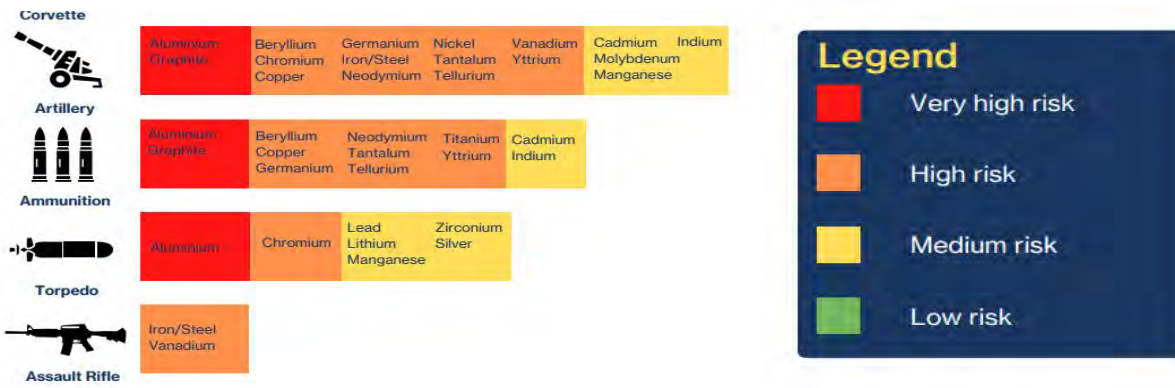 Corvette
Aluminium
Graphite
Beryllium
Chromium
Copper
Germanium
Iron/Steel
Neodymium
Nickel
Tantalum
Tellurium
Vanadium
Yttrium
Cadmium
Molybdenum
Manganese
Indium
Artillery
Aluminium
Graphite
Beryllium
Copper
Germanium
Neodymium
Tantalum
Tellurium
Titanium
Yttrium
Cadmium
Indium
Ammunition
Aluminium
Chromium
Lead
Lithium
Manganese
Zirconium
Silver
Torpedo
Iron/Steel
Vanadium
Assault Rifle
Legend
Very high risk
High risk
Medium risk
Low risk